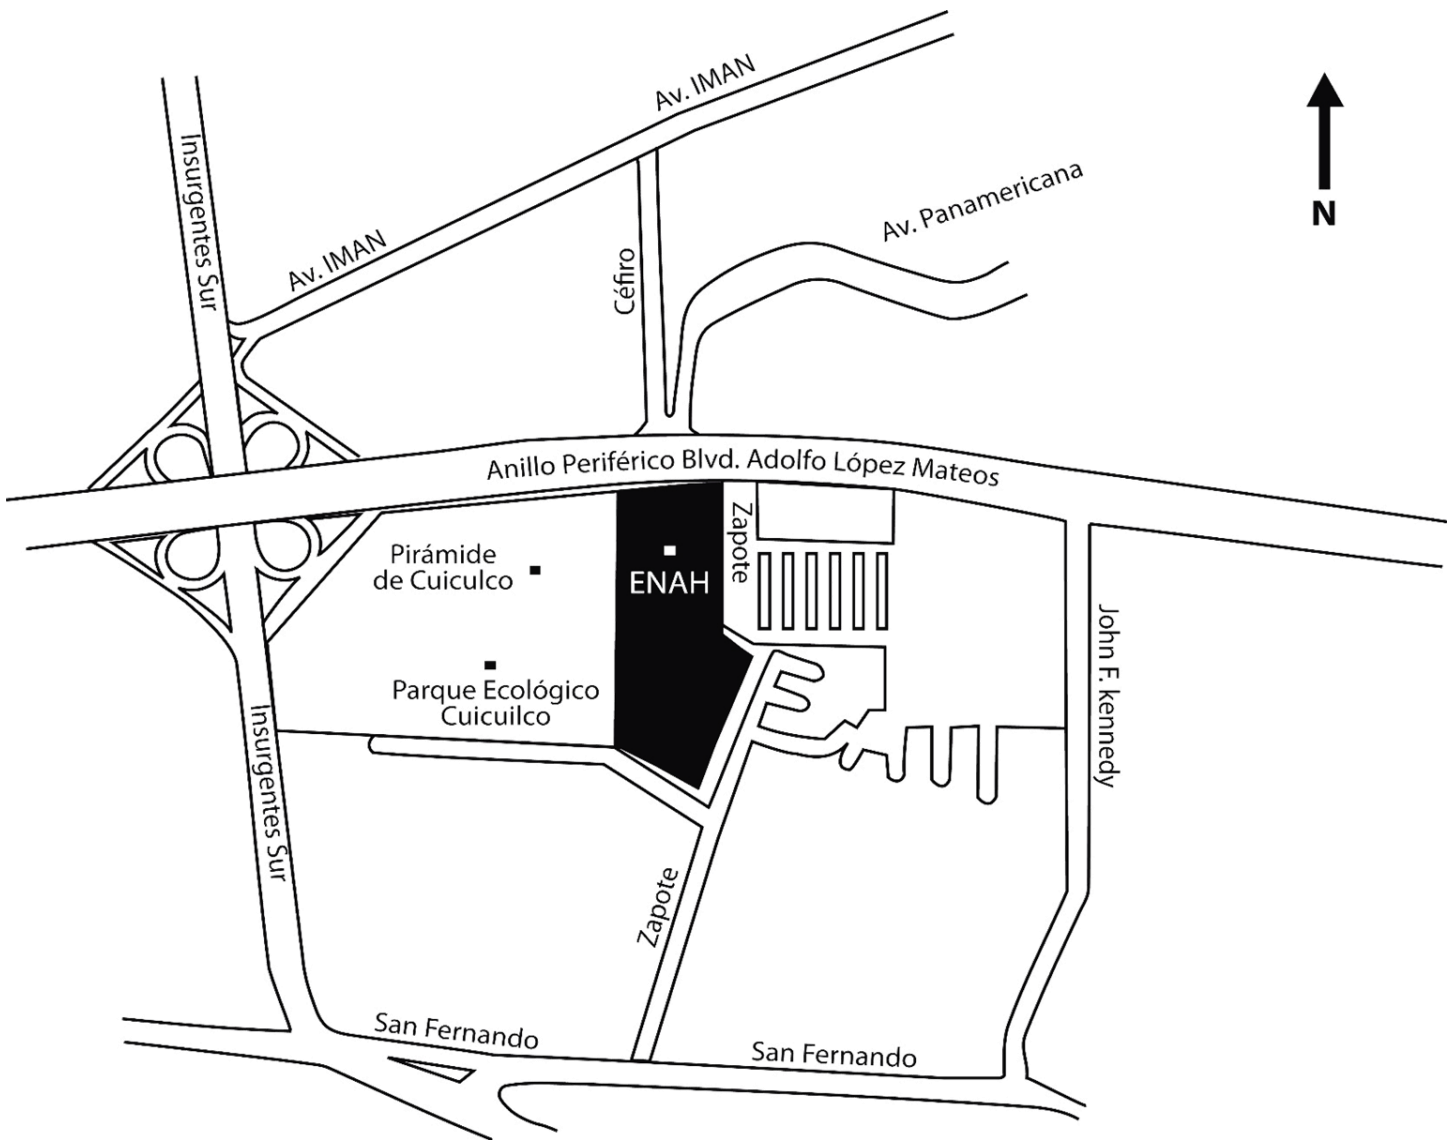 Av. IMAN
Insurgentes Sur
Av. Panamericana
N
Av. IMAN
Céfiro
Anillo Periférico Blvd. Adolfo López Mateos
Zapote
Pirámide
de Cuiculco
ENAH
John F. kennedy
Parque Ecológico
Cuicuilco
Insurgentes Sur
Zapote
San Fernando
San Fernando